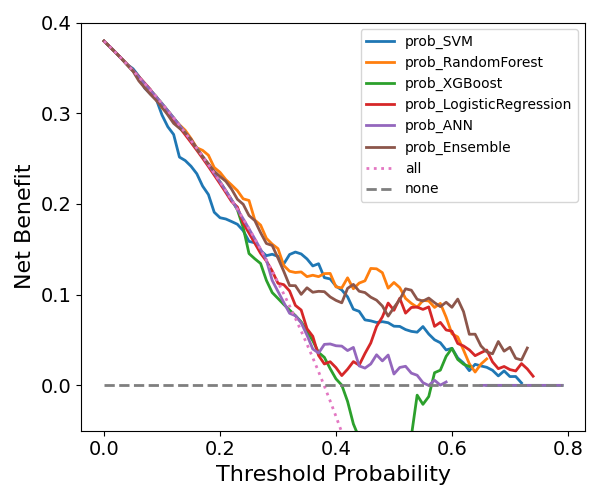 0.4
0.3
0.2
0.1
0.0
Net Benefit
prob_SVM
prob_RandomForest
prob_XGBoost
prob_LogisticRegression
prob_ANN
prob_Ensemble
all
none
0.0 0.2 0.4 0.6 0.8
Threshold Probability